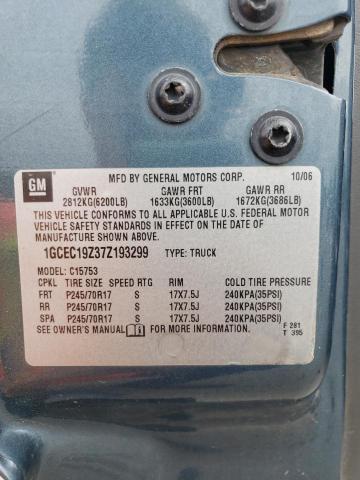 GM
MFD BY GENERAL MOTORS CORP. 10/06
GVWR GAWR FRT GAWR RR
2812KG(6200LB) 1633KG(3600LB) 1672KG(3686LB)
THIS VEHICLE CONFORMS TO ALL APPLICABLE U.S. FEDERAL MOTOR
VEHICLE SAFETY STANDARDS IN EFFECT ON THE DATE OF
MANUFACTURE SHOWN ABOVE.
1GCEC19Z37Z193299 TYPE: TRUCK
MODEL: C15753
CPKL TIRE SIZE SPEED RTG RIM COLD TIRE PRESSURE
FRT P245/70R17 S 17X7.5J 240KPA(35PSI)
RR P245/70R17 S 17X7.5J 240KPA(35PSI)
SPA P245/70R17 S 17X7.5J 240KPA(35PSI)
SEE OWNER'S MANUAL FOR MORE INFORMATION. F 281
T 395